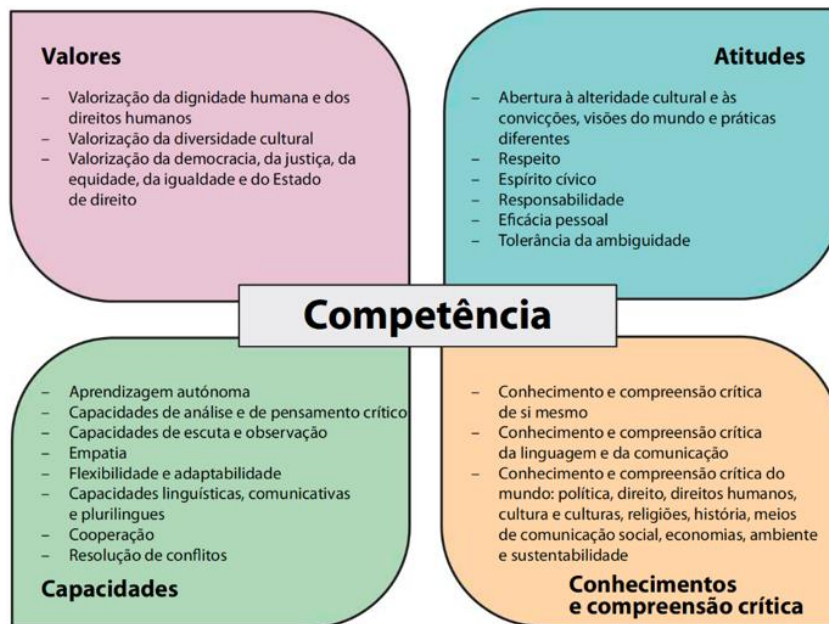 Valores
– Valorização da dignidade humana e dos
direitos humanos
– Valorização da diversidade cultural
– Valorização da democracia, da justiça, da
equidade, da igualdade e do Estado
de direito
Atitudes
– Abertura à alteridade cultural e às
convicções, visões do mundo e práticas
diferentes
– Respeito
– Espírito cívico
– Responsabilidade
– Eficácia pessoal
– Tolerância da ambiguidade
Competência
– Aprendizagem autónoma
– Capacidades de análise e de pensamento crítico
– Capacidades de escuta e observação
– Empatia
– Flexibilidade e adaptabilidade
– Capacidades linguísticas, comunicativas
e plurilingues
– Cooperação
– Resolução de conflitos
Capacidades
– Conhecimento e compreensão crítica
de si mesmo
– Conhecimento e compreensão crítica
da linguagem e da comunicação
– Conhecimento e compreensão crítica do
mundo: política, direito, direitos humanos,
cultura e culturas, religiões, história, meios
de comunicação social, economias, ambiente
e sustentabilidade
Conhecimentos
e compreensão crítica